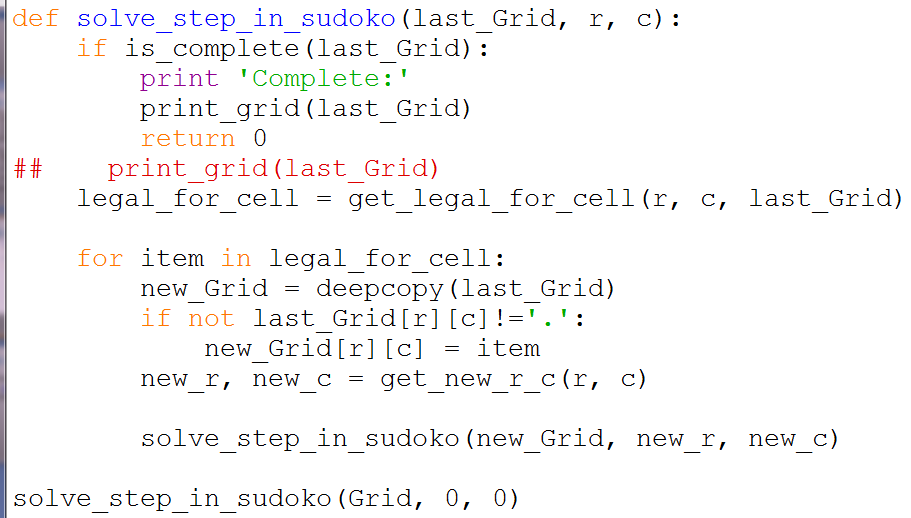 def solve_step_in_sudoko(last_Grid, r, c):
    if is_complete(last_Grid):
        print 'Complete:'
        print_grid(last_Grid)
        return 0
##    print_grid(last_Grid)
    legal_for_cell = get_legal_for_cell(r, c, last_Grid)

    for item in legal_for_cell:
        new_Grid = deepcopy(last_Grid)
        if not last_Grid[r][c]!='.':
            new_Grid[r][c] = item
        new_r, new_c = get_new_r_c(r, c)

        solve_step_in_sudoko(new_Grid, new_r, new_c)

solve_step_in_sudoko(Grid, 0, 0)